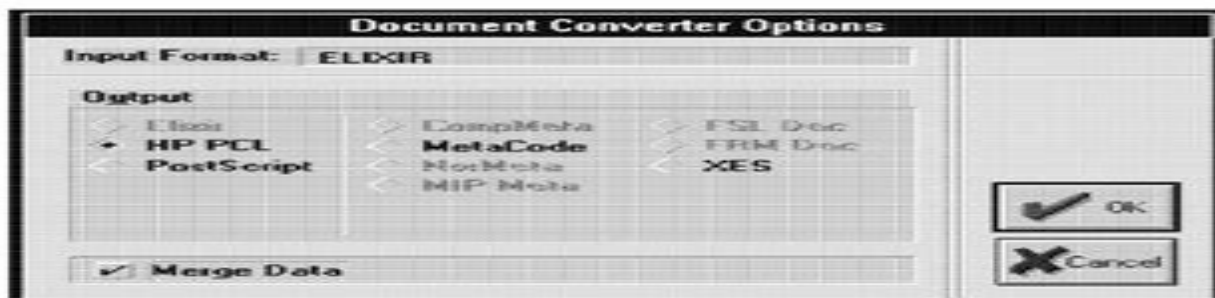 Document Converter Options
Input Format: ELIXIR
Output
Elixir
HP PCL
PostScript
CompMeta
MetaCode
NorMeta
MIP Meta
FSL Doc
FRM Doc
XES
Merge Data
OK
Cancel